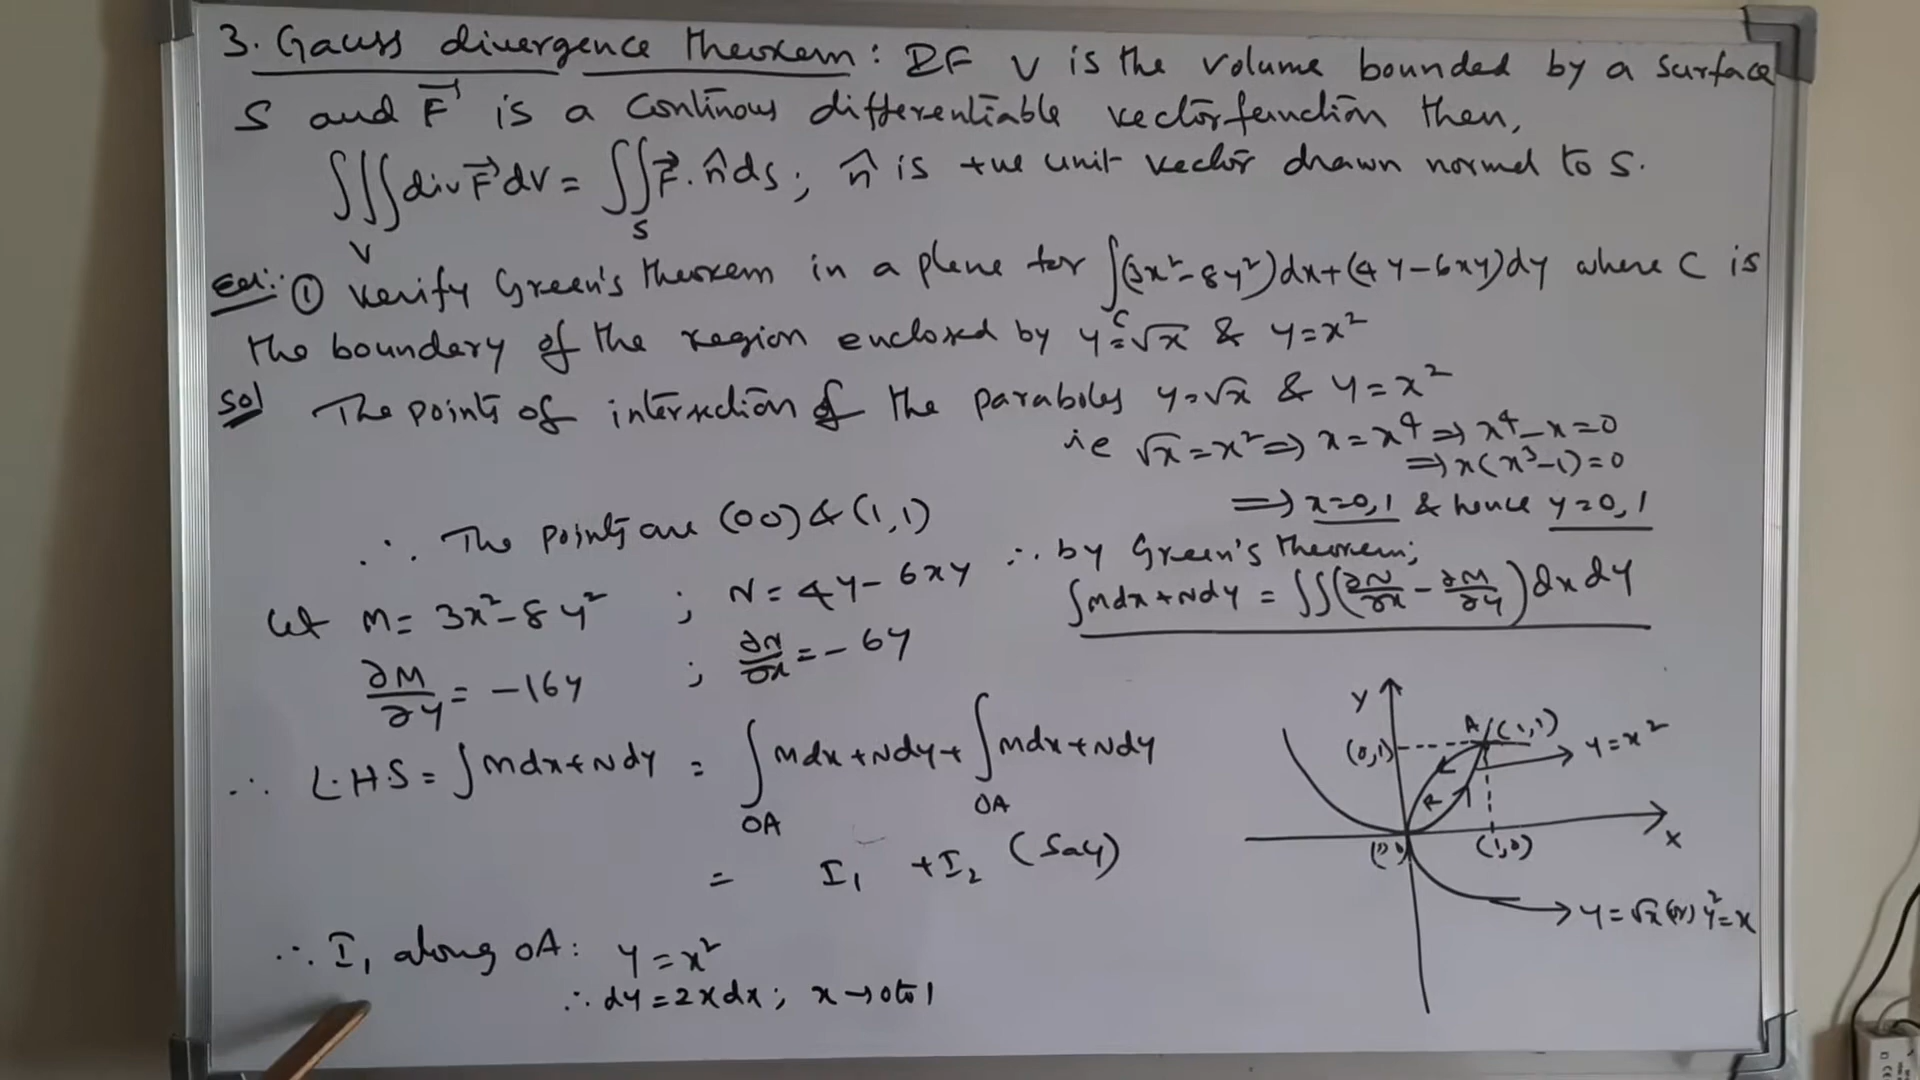 3. Gauss divergence theorem: If V is the volume bounded by a surface
S and F⃗ is a continous differentiable vector function then,
∭_V div F⃗ dv = ∬_S F⃗ . n̂ ds ; n̂ is +ve unit vector drawn normal to S.
Ex:- ① Verify Green's theorem in a plane for ∫_C (3x²-8y²)dx+(4y-6xy)dy where C is
the boundary of the region enclosed by y=√x & y=x²
Sol The points of intersection of the parabolas y=√x & y=x²
ie √x=x² ⇒ x=x⁴ ⇒ x⁴-x=0
⇒ x(x³-1)=0
⇒ x=0,1 & hence y=0,1
∴ The points are (0 0) & (1,1)
∴ by Green's theorem;
∫Mdx+Ndy = ∬(∂N/∂x - ∂M/∂y) dx dy
Let M= 3x²-8y² ; N= 4y-6xy
∂M/∂y = -16y ; ∂N/∂x = -6y
∴ L.H.S = ∫Mdx+Ndy = ∫_OA Mdx+Ndy + ∫_OA Mdx+Ndy
= I₁ + I₂ (Say)
∴ I₁ along OA: y=x²
∴ dy=2xdx ; x→0 to 1
Y
A (1,1)
(0,1)
y=x²
R
X
(0 0)
(1,0)
y=√x (or) y²=x